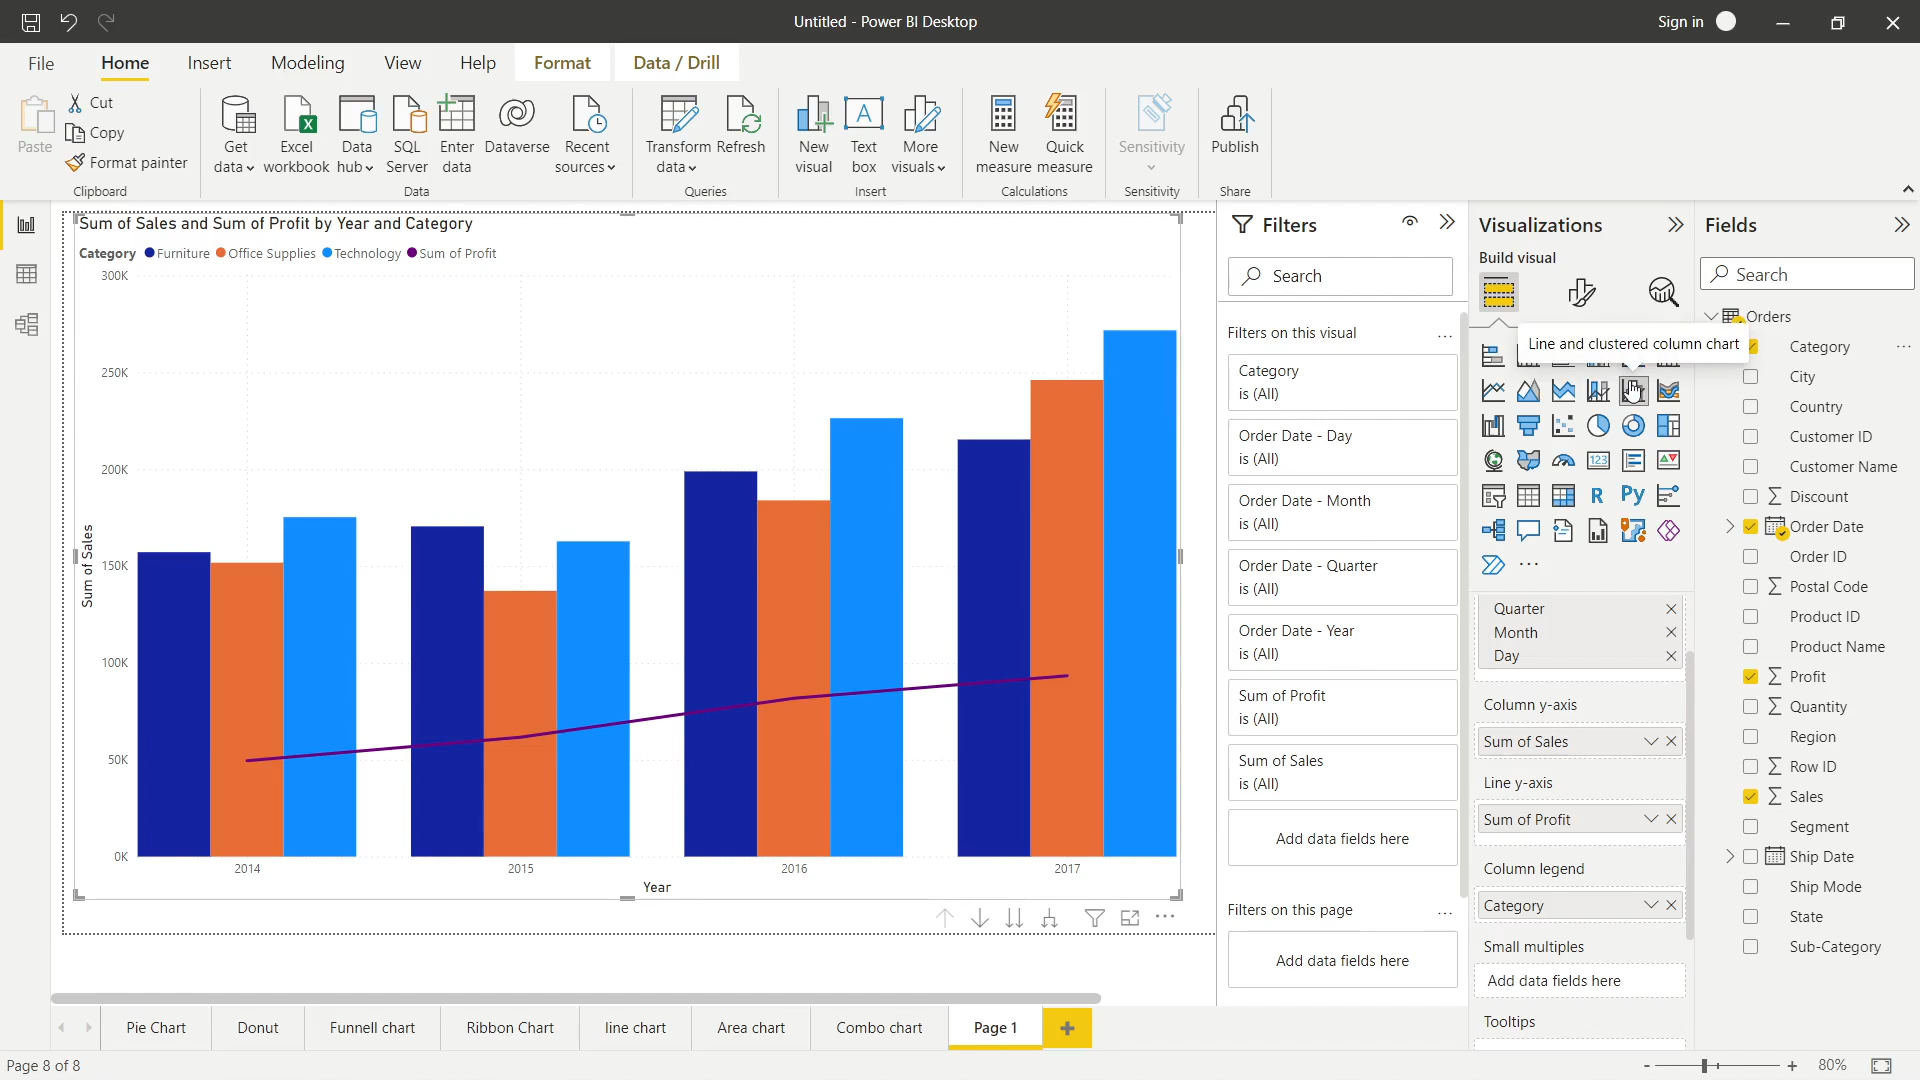 Untitled - Power BI Desktop
Sign in
File
Home
Insert
Modeling
View
Help
Format
Data / Drill
Paste
Cut
Copy
Format painter
Clipboard
Get
data
Excel
workbook
Data
hub
SQL
Server
Enter
data
Dataverse
Recent
sources
Data
Transform
data
Refresh
Queries
New
visual
A
Text
box
More
visuals
Insert
New
measure
Quick
measure
Calculations
Sensitivity
Sensitivity
Publish
Share
Sum of Sales and Sum of Profit by Year and Category
Category Furniture Office Supplies Technology Sum of Profit
300K
250K
200K
150K
100K
50K
0K
Sum of Sales
2014 2015 2016 2017
Year
Filters
Search
Filters on this visual
...
Category
is (All)
Order Date - Day
is (All)
Order Date - Month
is (All)
Order Date - Quarter
is (All)
Order Date - Year
is (All)
Sum of Profit
is (All)
Sum of Sales
is (All)
Add data fields here
Filters on this page
...
Add data fields here
Visualizations
Build visual
Line and clustered column chart
123
R
Py
...
Quarter
Month
Day
Column y-axis
Sum of Sales
Line y-axis
Sum of Profit
Column legend
Category
Small multiples
Add data fields here
Tooltips
Fields
Search
Orders
Category
...
City
Country
Customer ID
Customer Name
Discount
Order Date
Order ID
Postal Code
Product ID
Product Name
Profit
Quantity
Region
Row ID
Sales
Segment
Ship Date
Ship Mode
State
Sub-Category
Pie Chart
Donut
Funnell chart
Ribbon Chart
line chart
Area chart
Combo chart
Page 1
+
Page 8 of 8
- + 80%